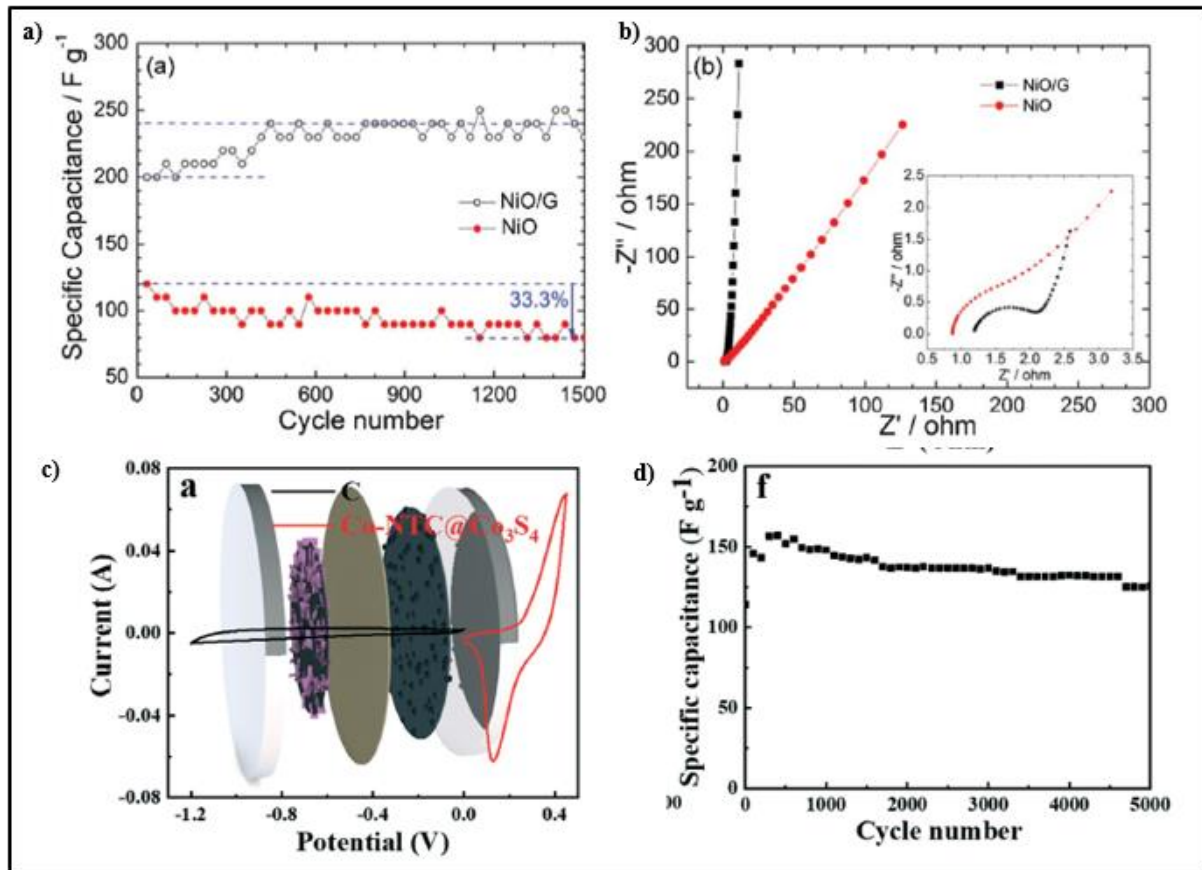 a)
(a)
300
250
200
150
100
50
0
300
600
900
1200
1500
NiO/G
NiO
33.3%
Specific Capacitance / F g⁻¹
Cycle number
b)
(b)
300
250
200
150
100
50
0
0
50
100
150
200
250
300
NiO/G
NiO
-Z'' / ohm
Z' / ohm
2.5
2.0
1.5
1.0
0.5
0.0
0.5
1.0
1.5
2.0
2.5
3.0
3.5
-Z'' / ohm
Z' / ohm
c)
a
C
Co-NTC@Co₃S₄
0.08
0.04
0.00
-0.04
-0.08
-1.2
-0.8
-0.4
0.0
0.4
Current (A)
Potential (V)
d)
f
200
150
100
50
0
00
0
1000
2000
3000
4000
5000
Specific capacitance (F g⁻¹)
Cycle number